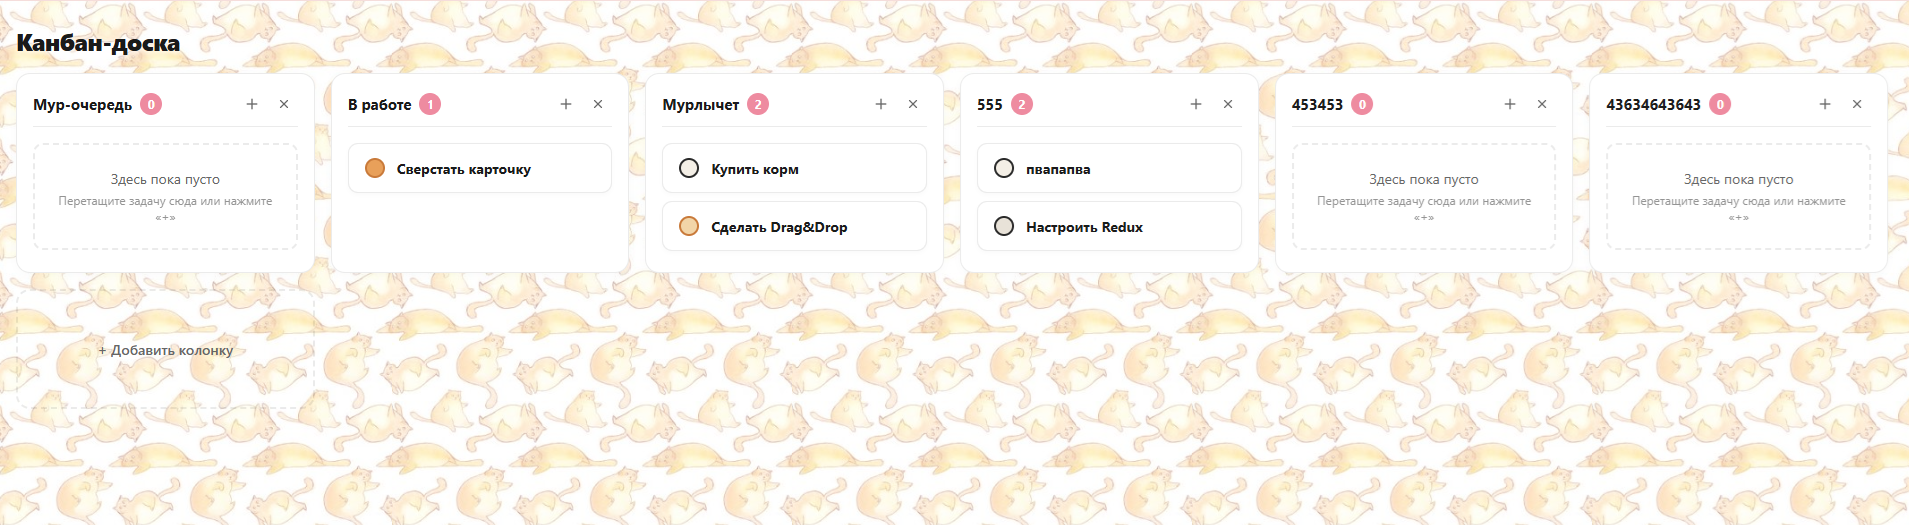 Канбан-доска
Мур-очередь 0 + ×
Здесь пока пусто
Перетащите задачу сюда или нажмите
«+»
В работе 1 + ×
Сверстать карточку
Мурлычет 2 + ×
Купить корм
Сделать Drag&Drop
555 2 + ×
пвапапва
Настроить Redux
453453 0 + ×
Здесь пока пусто
Перетащите задачу сюда или нажмите
«+»
43634643643 0 + ×
Здесь пока пусто
Перетащите задачу сюда или нажмите
«+»
+ Добавить колонку